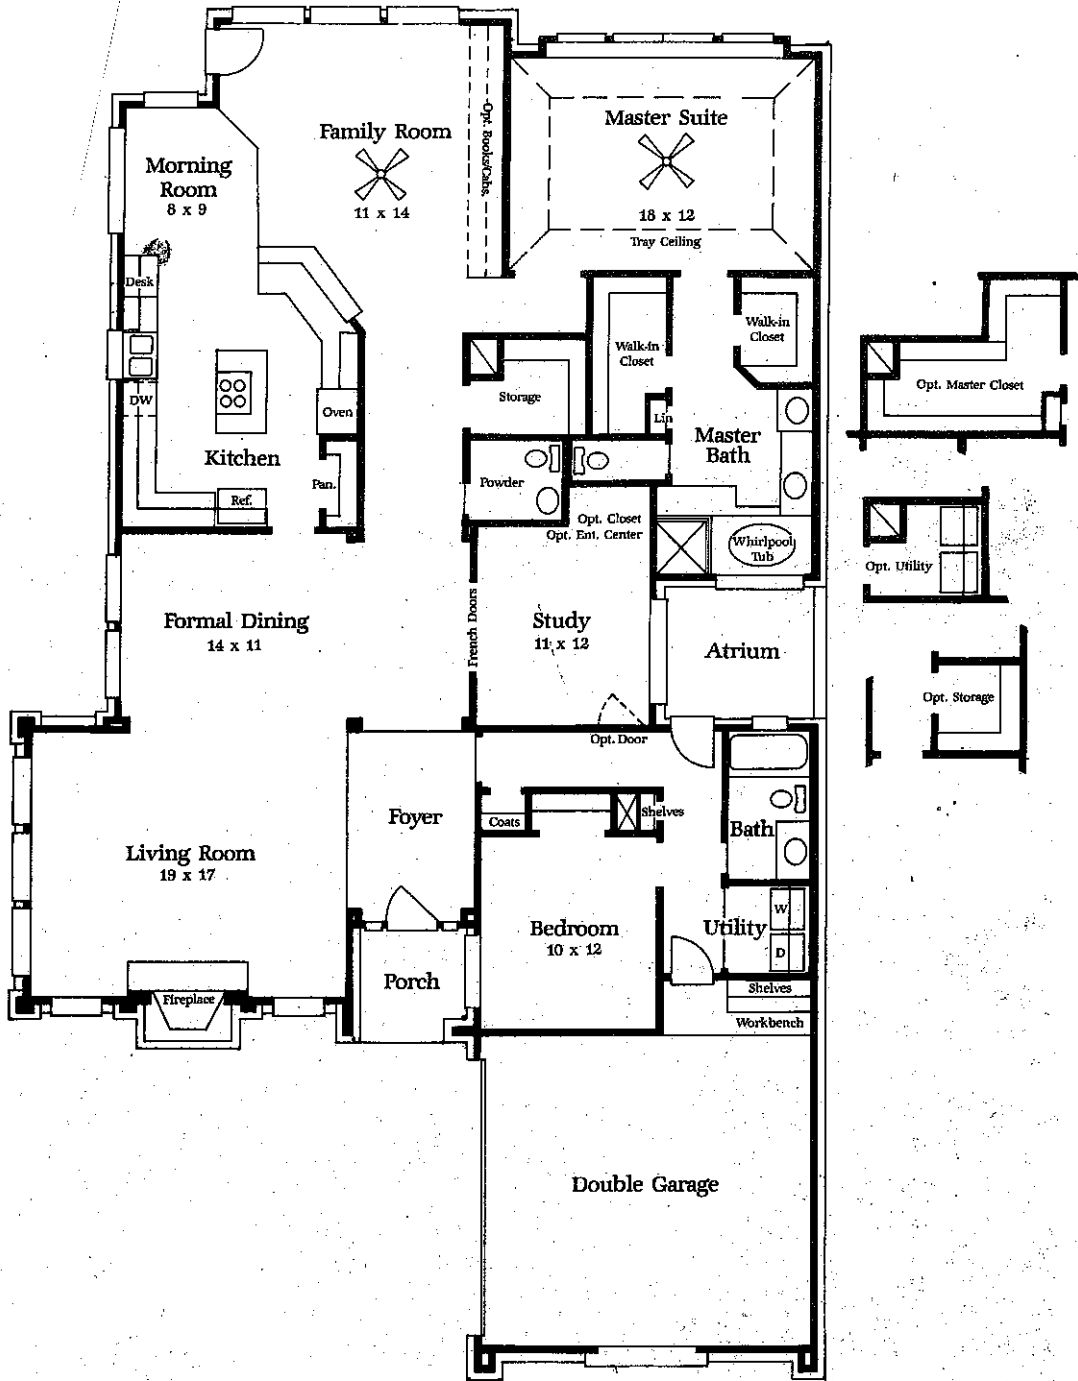 Family Room
11 x 14
Opt. Books/Cabs.
Master Suite
18 x 12
Tray Ceiling
Morning
Room
8 x 9
Desk
DW
Oven
Kitchen
Pan.
Ref.
Storage
Walk-in
Closet
Walk-in
Closet
Lin
Master
Bath
Powder
Opt. Closet
Opt. Ent. Center
Whirlpool
Tub
Opt. Master Closet
Opt. Utility
Opt. Storage
Formal Dining
14 x 11
French Doors
Study
11 x 12
Atrium
Opt. Door
Foyer
Coats
Shelves
Bath
Living Room
19 x 17
Bedroom
10 x 12
Utility
W
D
Porch
Fireplace
Shelves
Workbench
Double Garage